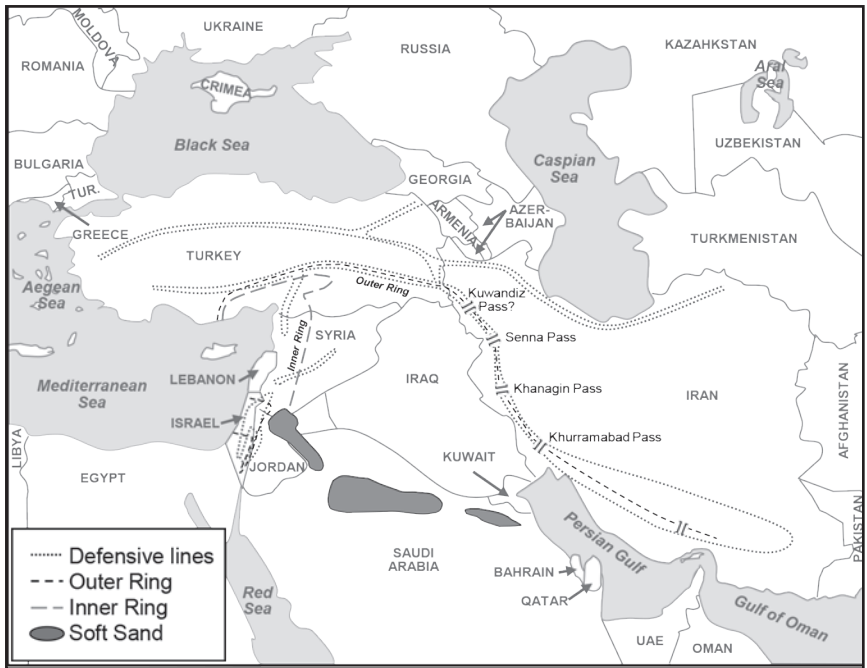 MOLDOVA
UKRAINE
ROMANIA
RUSSIA
KAZAHKSTAN
Aral
Sea
CRIMEA
Black Sea
UZBEKISTAN
BULGARIA
GEORGIA
Caspian
Sea
TUR.
ARMENIA
AZER-
BAIJAN
GREECE
TURKMENISTAN
TURKEY
Aegean
Sea
Outer Ring
Kuwandiz
Pass?
Inner Ring
SYRIA
Senna Pass
LEBANON
IRAQ
Khanagin Pass
IRAN
Mediterranean
Sea
AFGHANISTAN
ISRAEL
Khurramabad Pass
LIBYA
EGYPT
JORDAN
KUWAIT
PAKISTAN
Persian Gulf
SAUDI
ARABIA
BAHRAIN
QATAR
Red
Sea
Gulf of Oman
UAE
OMAN
Defensive lines
Outer Ring
Inner Ring
Soft Sand